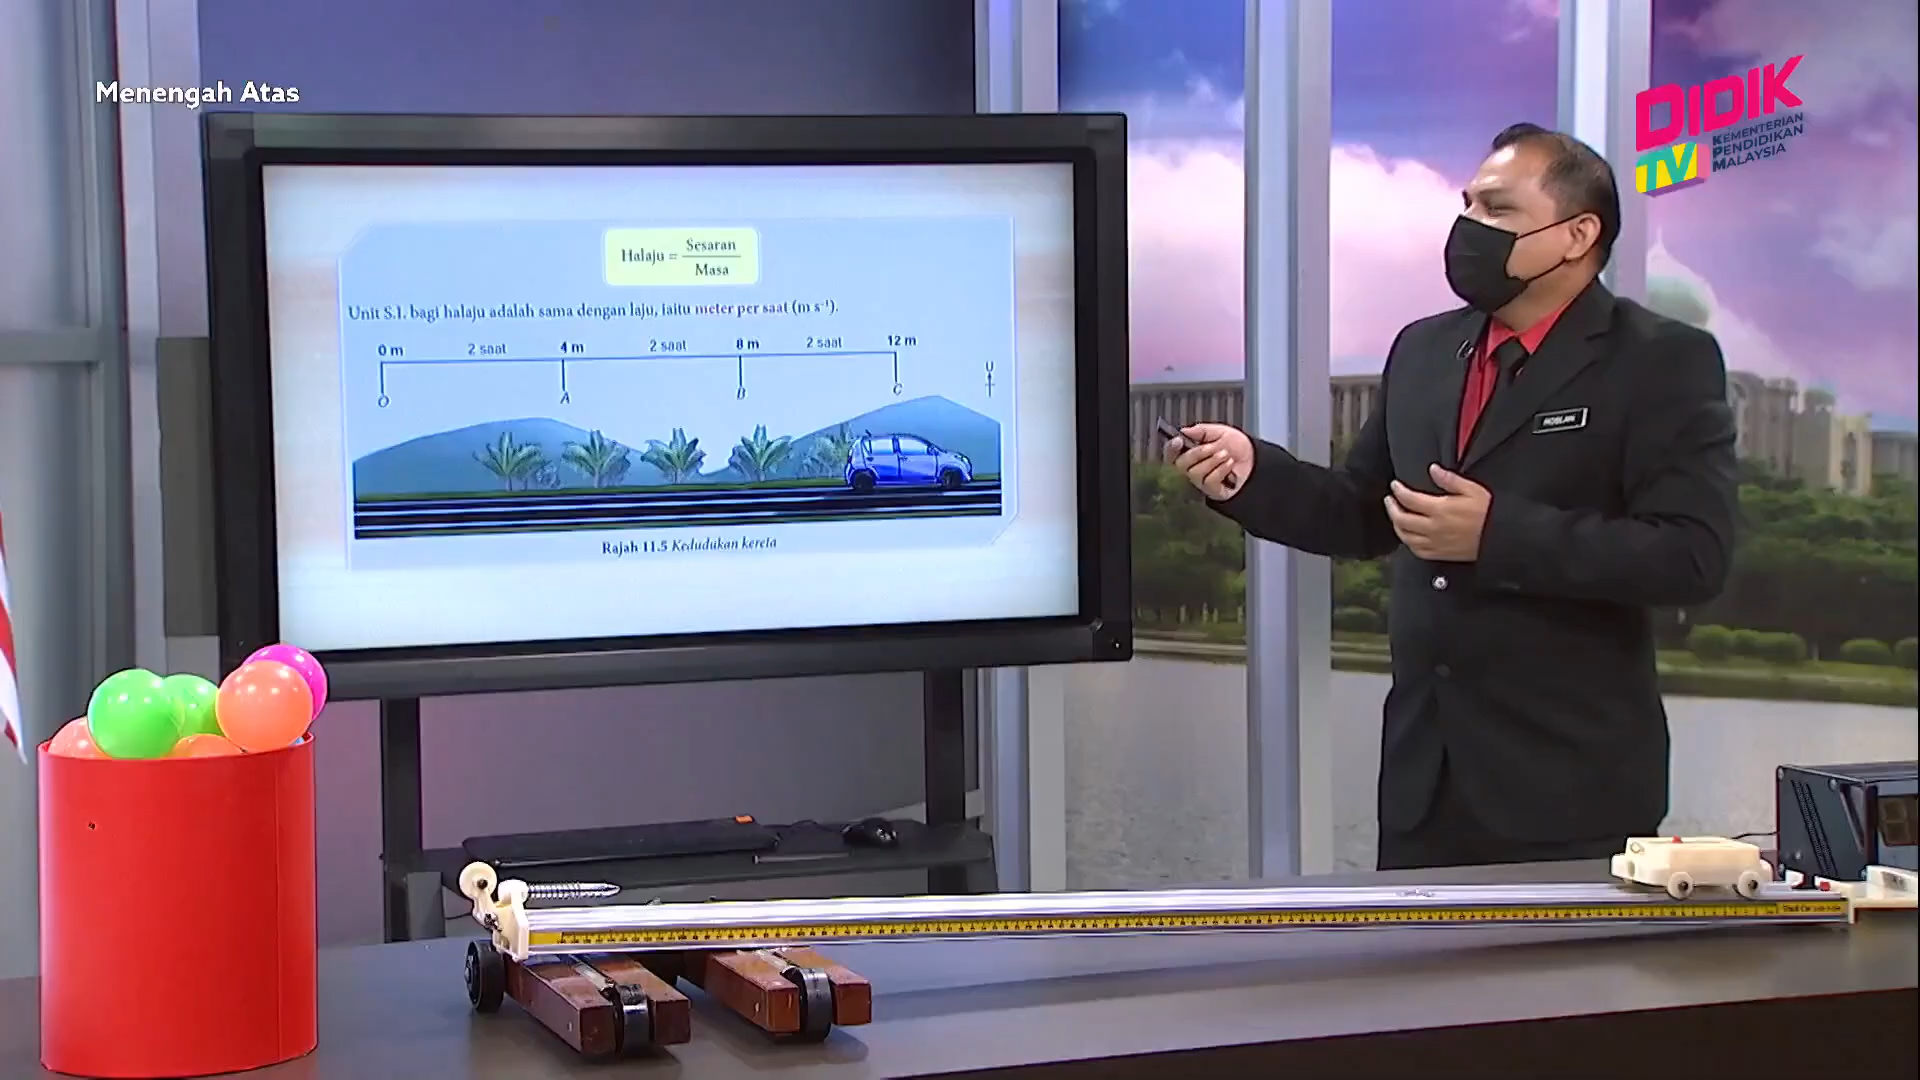 Menengah Atas
DIDIK
TV
KEMENTERIAN
PENDIDIKAN
MALAYSIA
Halaju = Sesaran
Masa
Unit S.I. bagi halaju adalah sama dengan laju, iaitu meter per saat (m s⁻¹).
0 m 2 saat 4 m 2 saat 8 m 2 saat 12 m
U
O A B C
Rajah 11.5 Kedudukan kereta
ROSLAN